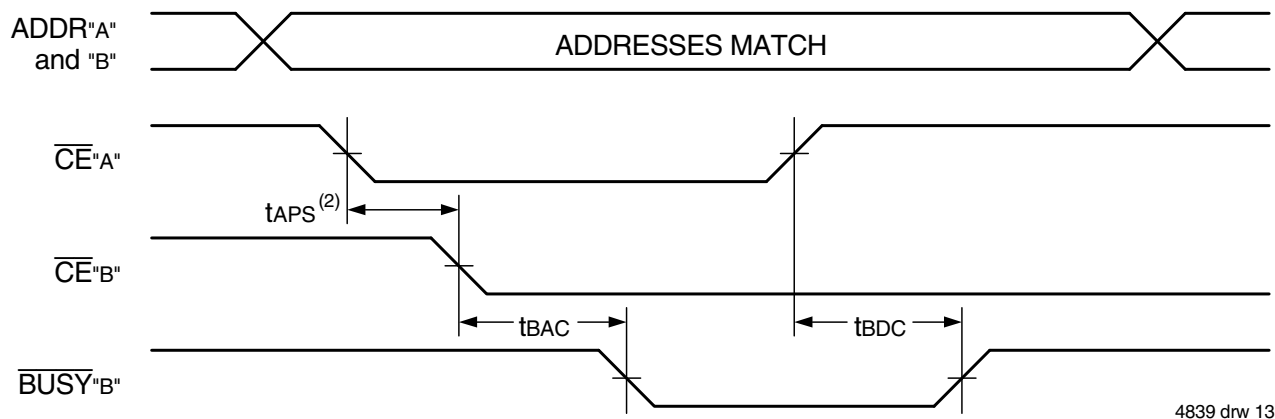 ADDR"A"
and "B"
ADDRESSES MATCH
CE"A"
tAPS(2)
CE"B"
tBAC
tBDC
BUSY"B"
4839 drw 13